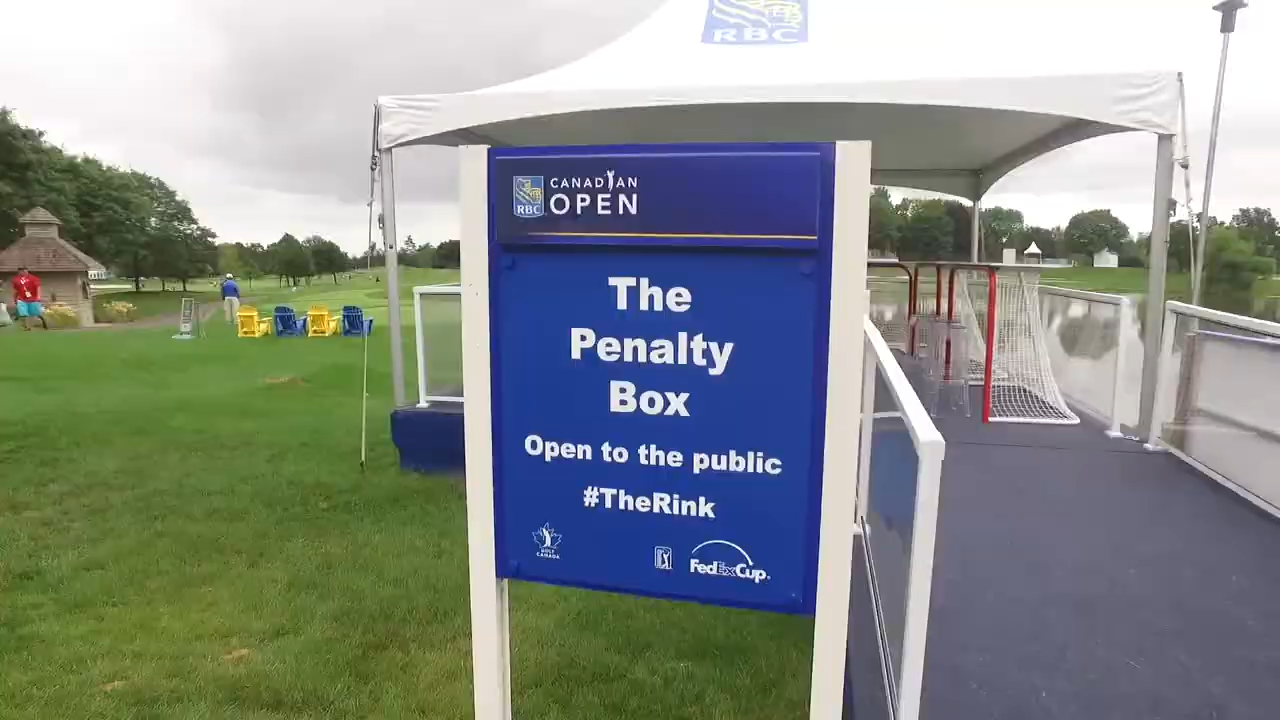 RBC
RBC
CANADIAN
OPEN
The
Penalty
Box
Open to the public
#TheRink
GOLF
CANADA
FedExCup.